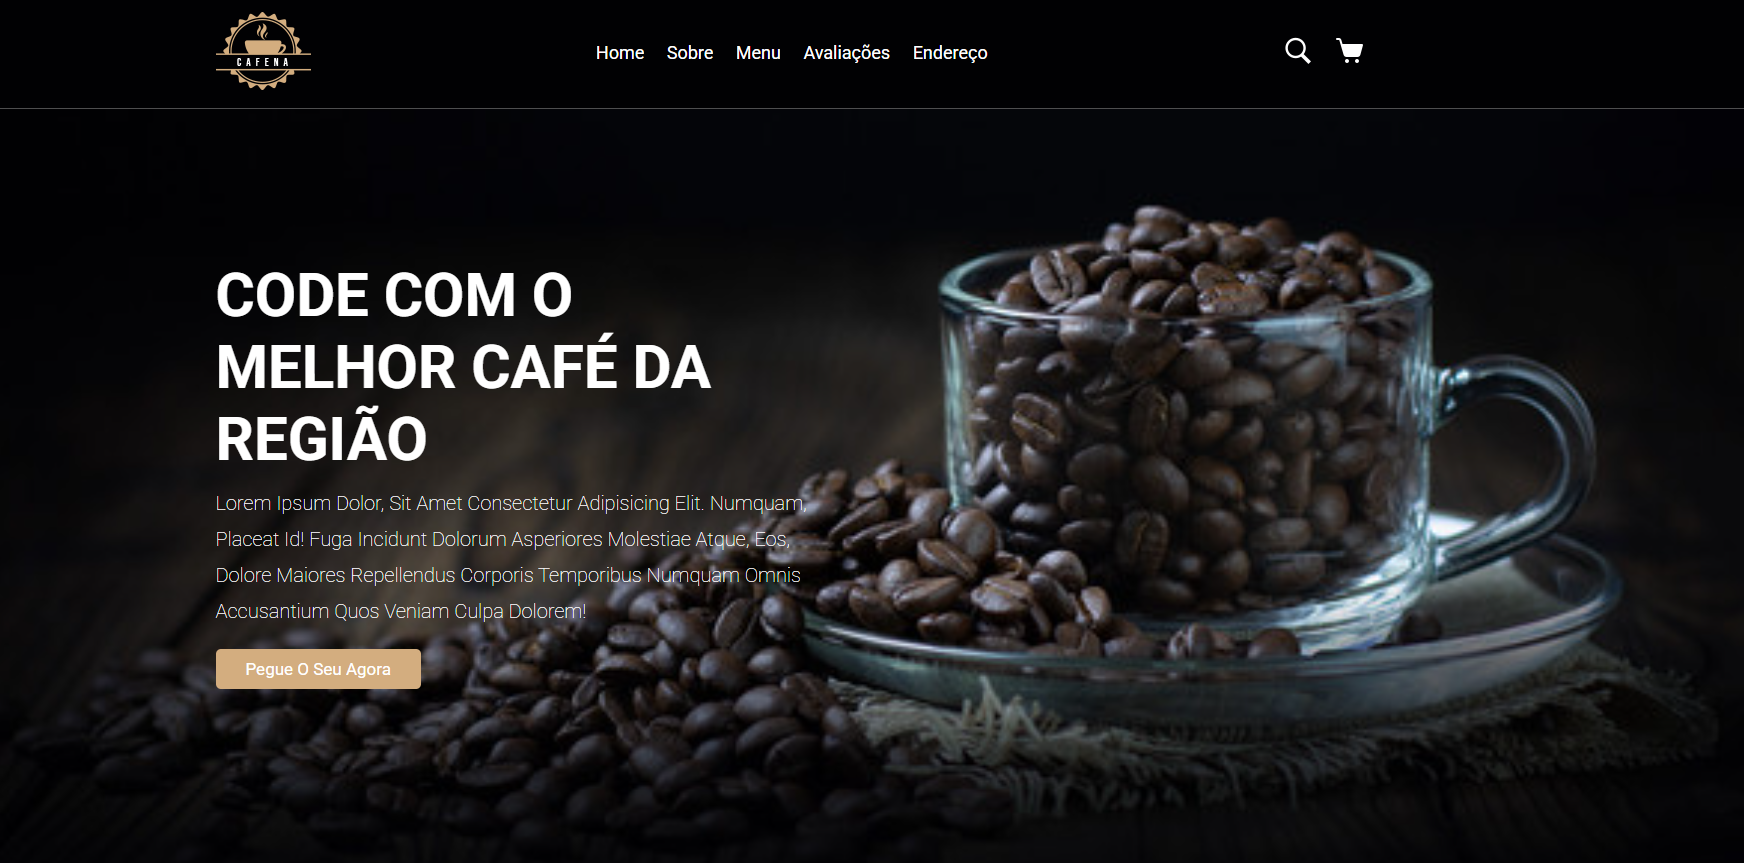 CAFENA
Home Sobre Menu Avaliações Endereço
CODE COM O
MELHOR CAFÉ DA
REGIÃO
Lorem Ipsum Dolor, Sit Amet Consectetur Adipisicing Elit. Numquam,
Placeat Id! Fuga Incidunt Dolorum Asperiores Molestiae Atque, Eos,
Dolore Maiores Repellendus Corporis Temporibus Numquam Omnis
Accusantium Quos Veniam Culpa Dolorem!
Pegue O Seu Agora